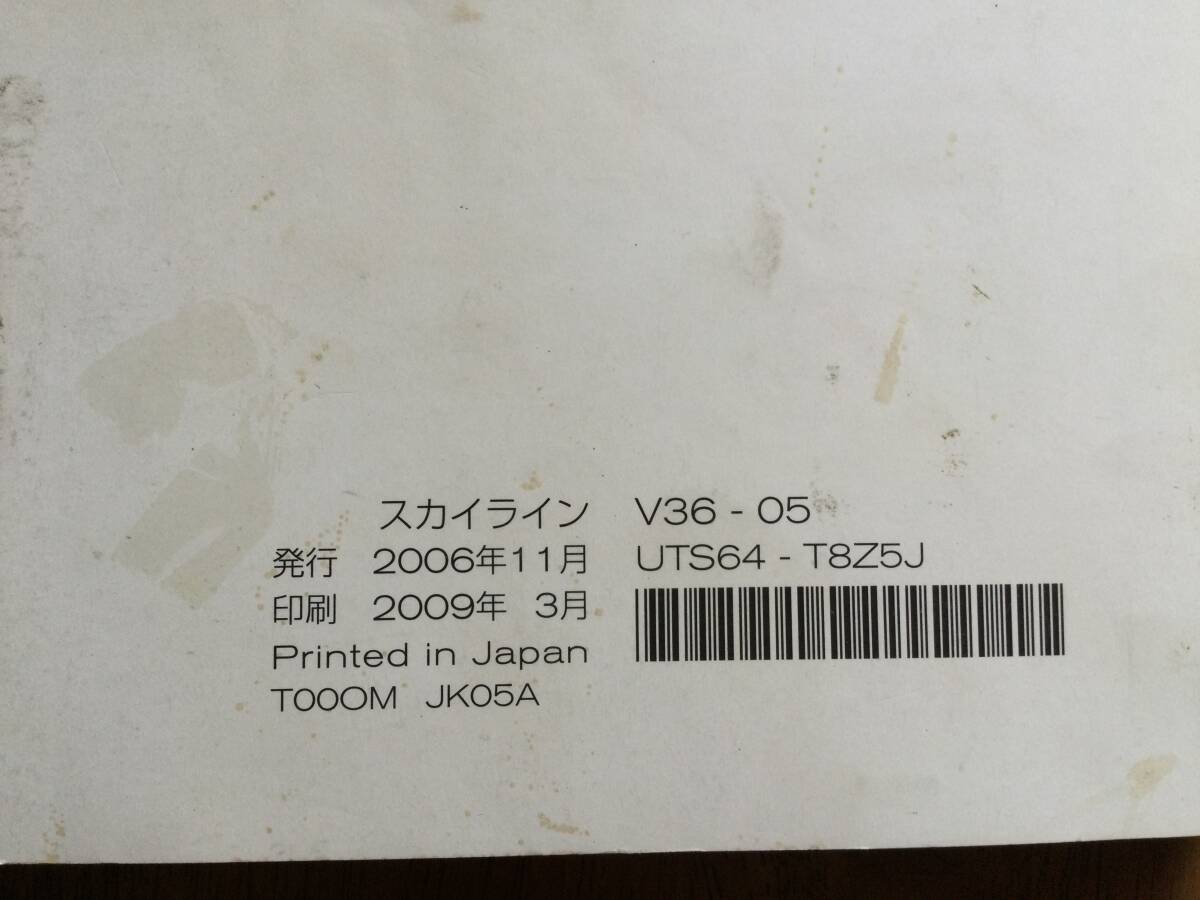 スカイライン V36 - 05
発行 2006年11月 UTS64 - T8Z5J
印刷 2009年 3月
Printed in Japan
T00OM JK05A